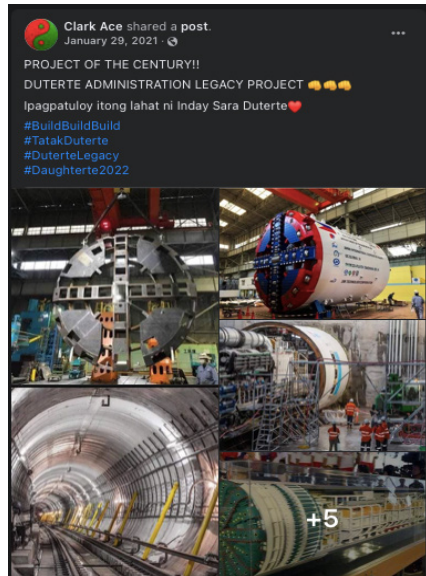 Clark Ace shared a post.
January 29, 2021 ·
PROJECT OF THE CENTURY!!
DUTERTE ADMINISTRATION LEGACY PROJECT 👊👊👊
Ipagpatuloy itong lahat ni Inday Sara Duterte❤️
#BuildBuildBuild
#TatakDuterte
#DuterteLegacy
#Daughterte2022
+5